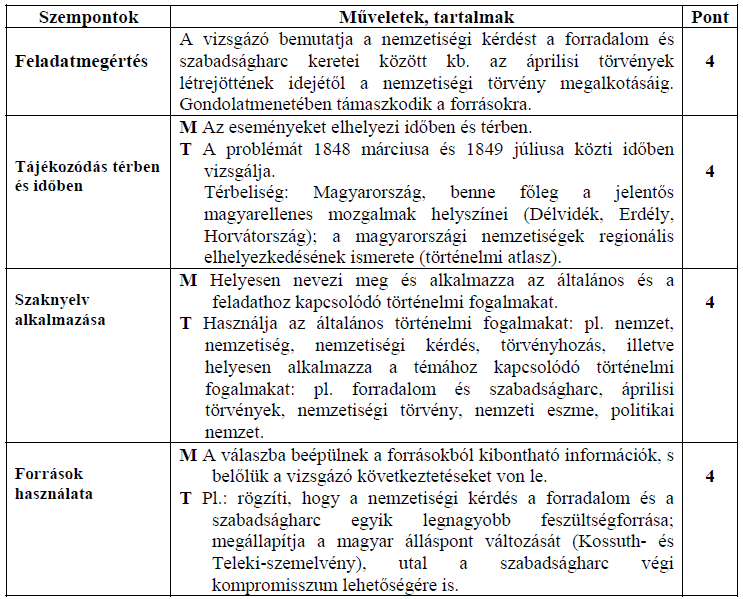 Szempontok Műveletek, tartalmak Pont
Feladatmegértés
A vizsgázó bemutatja a nemzetiségi kérdést a forradalom és
szabadságharc keretei között kb. az áprilisi törvények
létrejöttének idejétől a nemzetiségi törvény megalkotásáig.
Gondolatmenetében támaszkodik a forrásokra.
4
Tájékozódás térben
és időben
M Az eseményeket elhelyezi időben és térben.
T A problémát 1848 márciusa és 1849 júliusa közti időben
vizsgálja.
Térbeliség: Magyarország, benne főleg a jelentős
magyarellenes mozgalmak helyszínei (Délvidék, Erdély,
Horvátország); a magyarországi nemzetiségek regionális
elhelyezkedésének ismerete (történelmi atlasz).
4
Szaknyelv
alkalmazása
M Helyesen nevezi meg és alkalmazza az általános és a
feladathoz kapcsolódó történelmi fogalmakat.
T Használja az általános történelmi fogalmakat: pl. nemzet,
nemzetiség, nemzetiségi kérdés, törvényhozás, illetve
helyesen alkalmazza a témához kapcsolódó történelmi
fogalmakat: pl. forradalom és szabadságharc, áprilisi
törvények, nemzetiségi törvény, nemzeti eszme, politikai
nemzet.
4
Források
használata
M A válaszba beépülnek a forrásokból kibontható információk, s
belőlük a vizsgázó következtetéseket von le.
T Pl.: rögzíti, hogy a nemzetiségi kérdés a forradalom és a
szabadságharc egyik legnagyobb feszültségforrása;
megállapítja a magyar álláspont változását (Kossuth- és
Teleki-szemelvény), utal a szabadságharc végi
kompromisszum lehetőségére is.
4